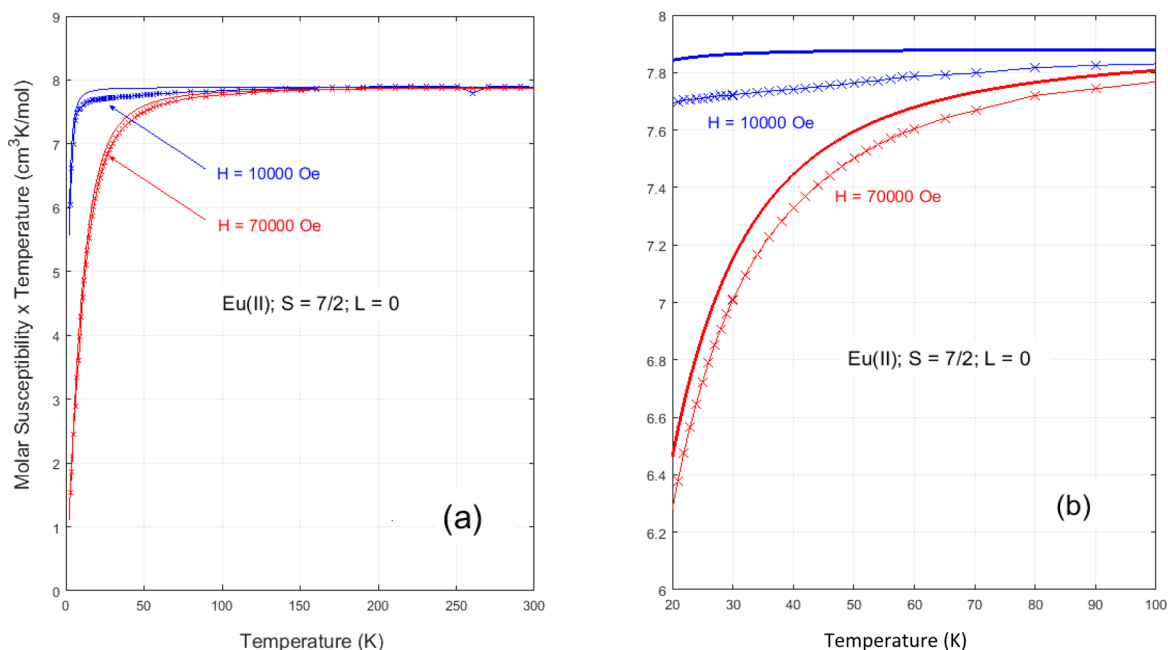 Molar Susceptibility x Temperature (cm³K/mol)
9
8
7
6
5
4
3
2
1
0
H = 10000 Oe
H = 70000 Oe
Eu(II); S = 7/2; L = 0
(a)
0 50 100 150 200 250 300
Temperature (K)
8
7.8
7.6
7.4
7.2
7
6.8
6.6
6.4
6.2
6
H = 10000 Oe
H = 70000 Oe
Eu(II); S = 7/2; L = 0
(b)
20 30 40 50 60 70 80 90 100
Temperature (K)